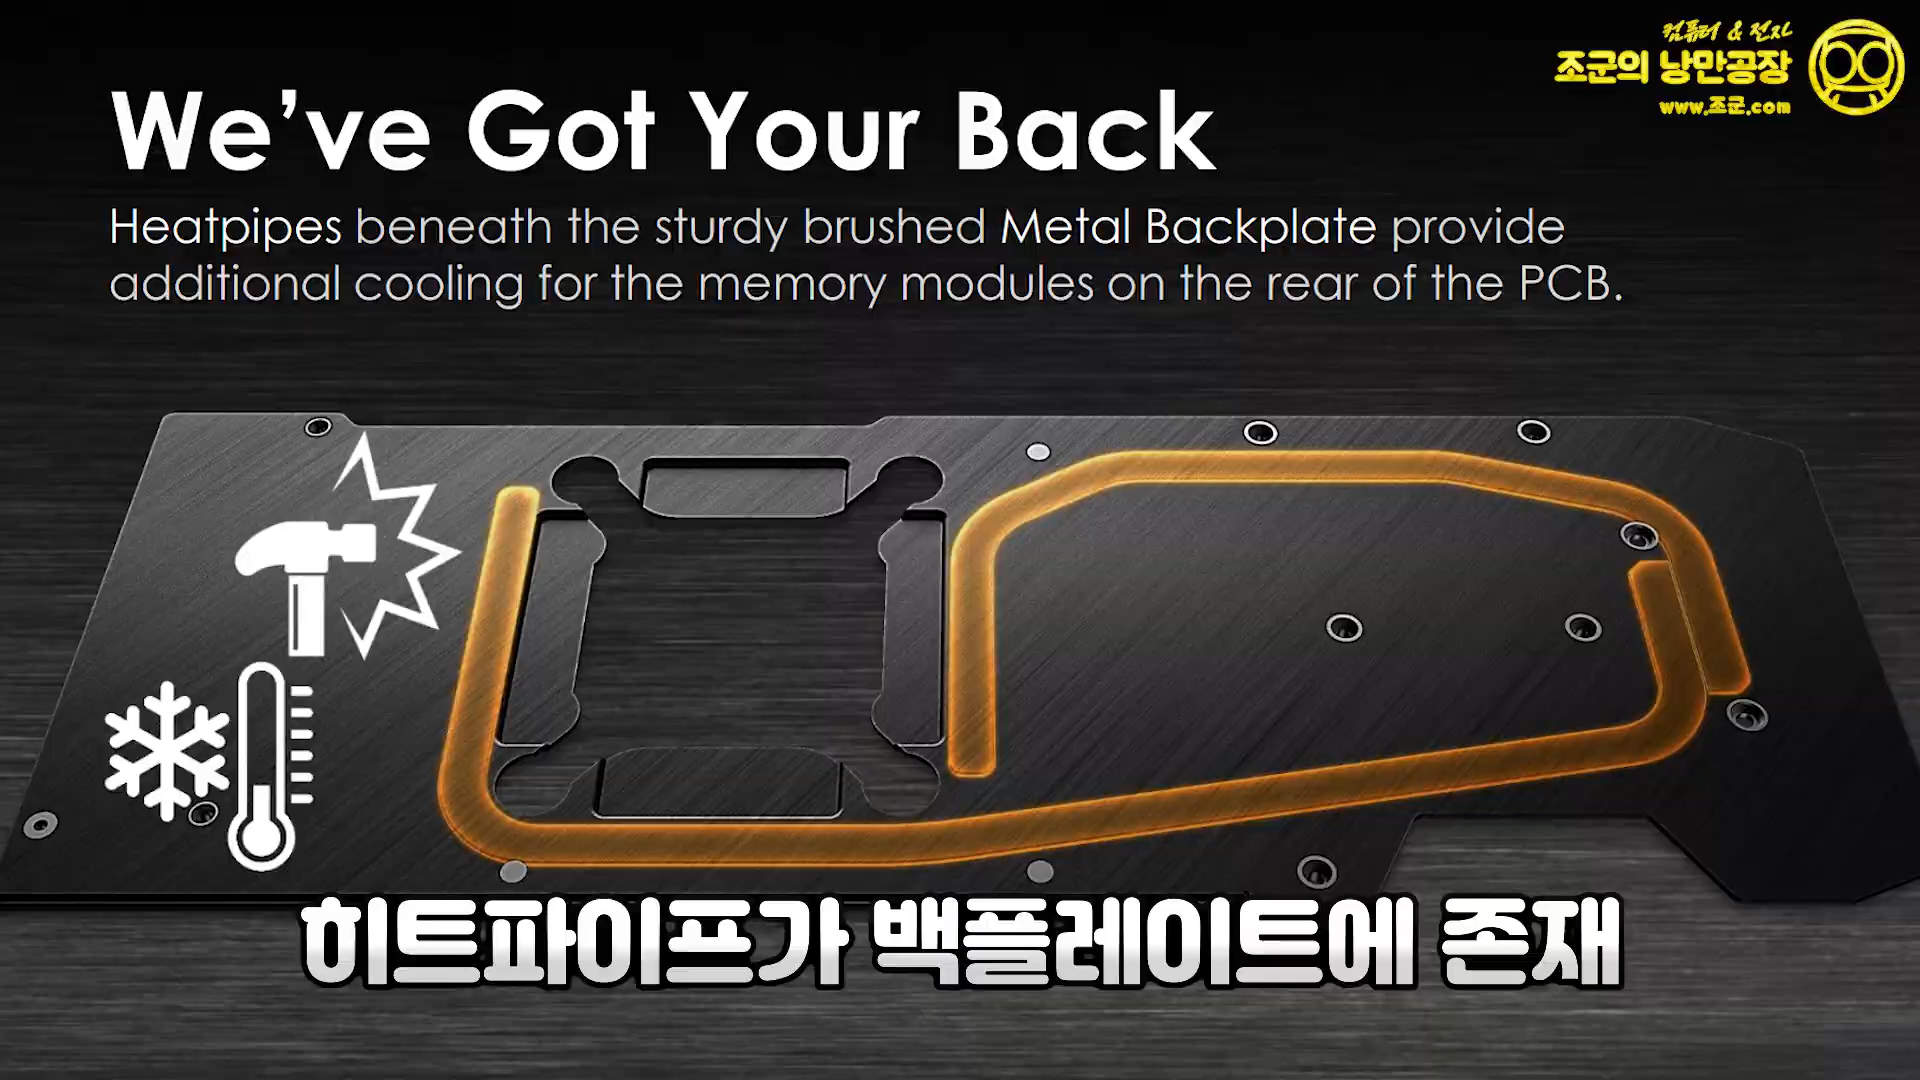 컴퓨터 & 전자
조군의 낭만공장
www.조군.com
We've Got Your Back
Heatpipes beneath the sturdy brushed Metal Backplate provide
additional cooling for the memory modules on the rear of the PCB.
히트파이프가 백플레이트에 존재